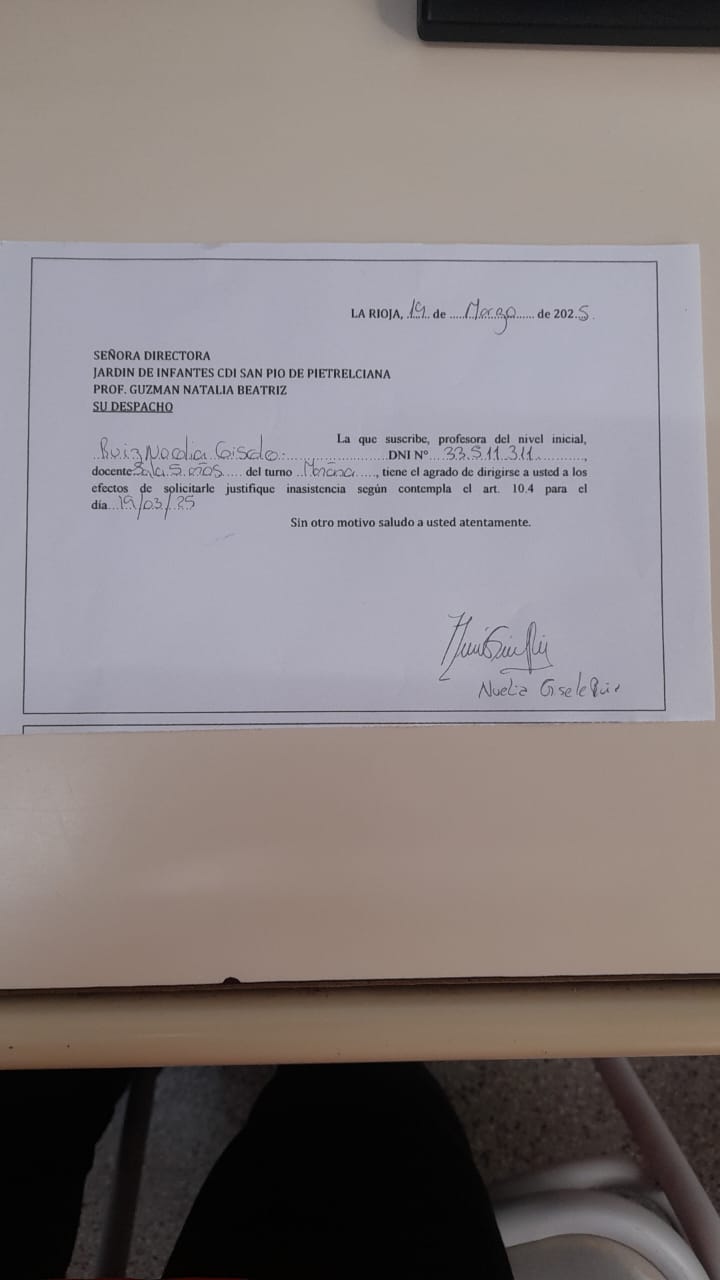 LA RIOJA, 19 de ..... Marzo ...... de 2025.
SEÑORA DIRECTORA
JARDIN DE INFANTES CDI SAN PIO DE PIETRELCIANA
PROF. GUZMAN NATALIA BEATRIZ
SU DESPACHO
La que suscribe, profesora del nivel inicial,
Ruiz Noelia Gisele DNI Nº 33.511.311 ,
docente Sala 5 años del turno Mañana , tiene el agrado de dirigirse a usted a los
efectos de solicitarle justifique inasistencia según contempla el art. 10.4 para el
día 19/03/25
Sin otro motivo saludo a usted atentamente.
Noelia Gisele Ruiz